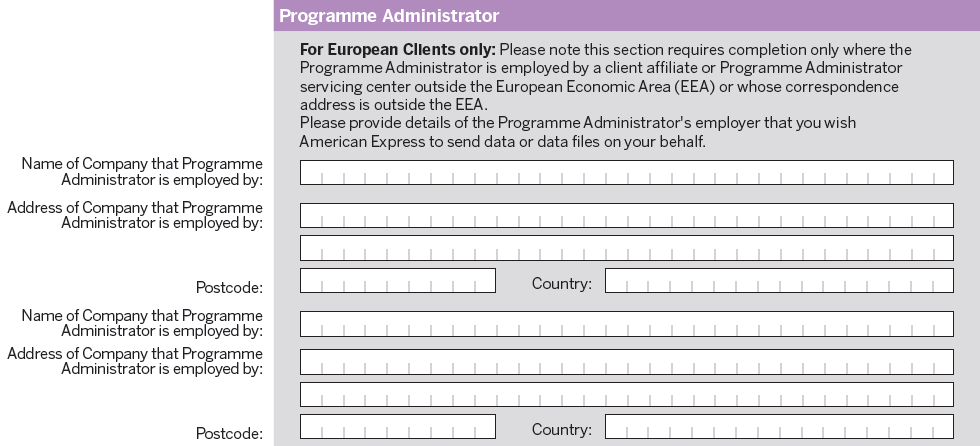 Programme Administrator
For European Clients only: Please note this section requires completion only where the
Programme Administrator is employed by a client affiliate or Programme Administrator
servicing center outside the European Economic Area (EEA) or whose correspondence
address is outside the EEA.
Please provide details of the Programme Administrator's employer that you wish
American Express to send data or data files on your behalf.
Name of Company that Programme
Administrator is employed by:
Address of Company that Programme
Administrator is employed by:
Postcode:
Country:
Name of Company that Programme
Administrator is employed by:
Address of Company that Programme
Administrator is employed by:
Postcode:
Country: